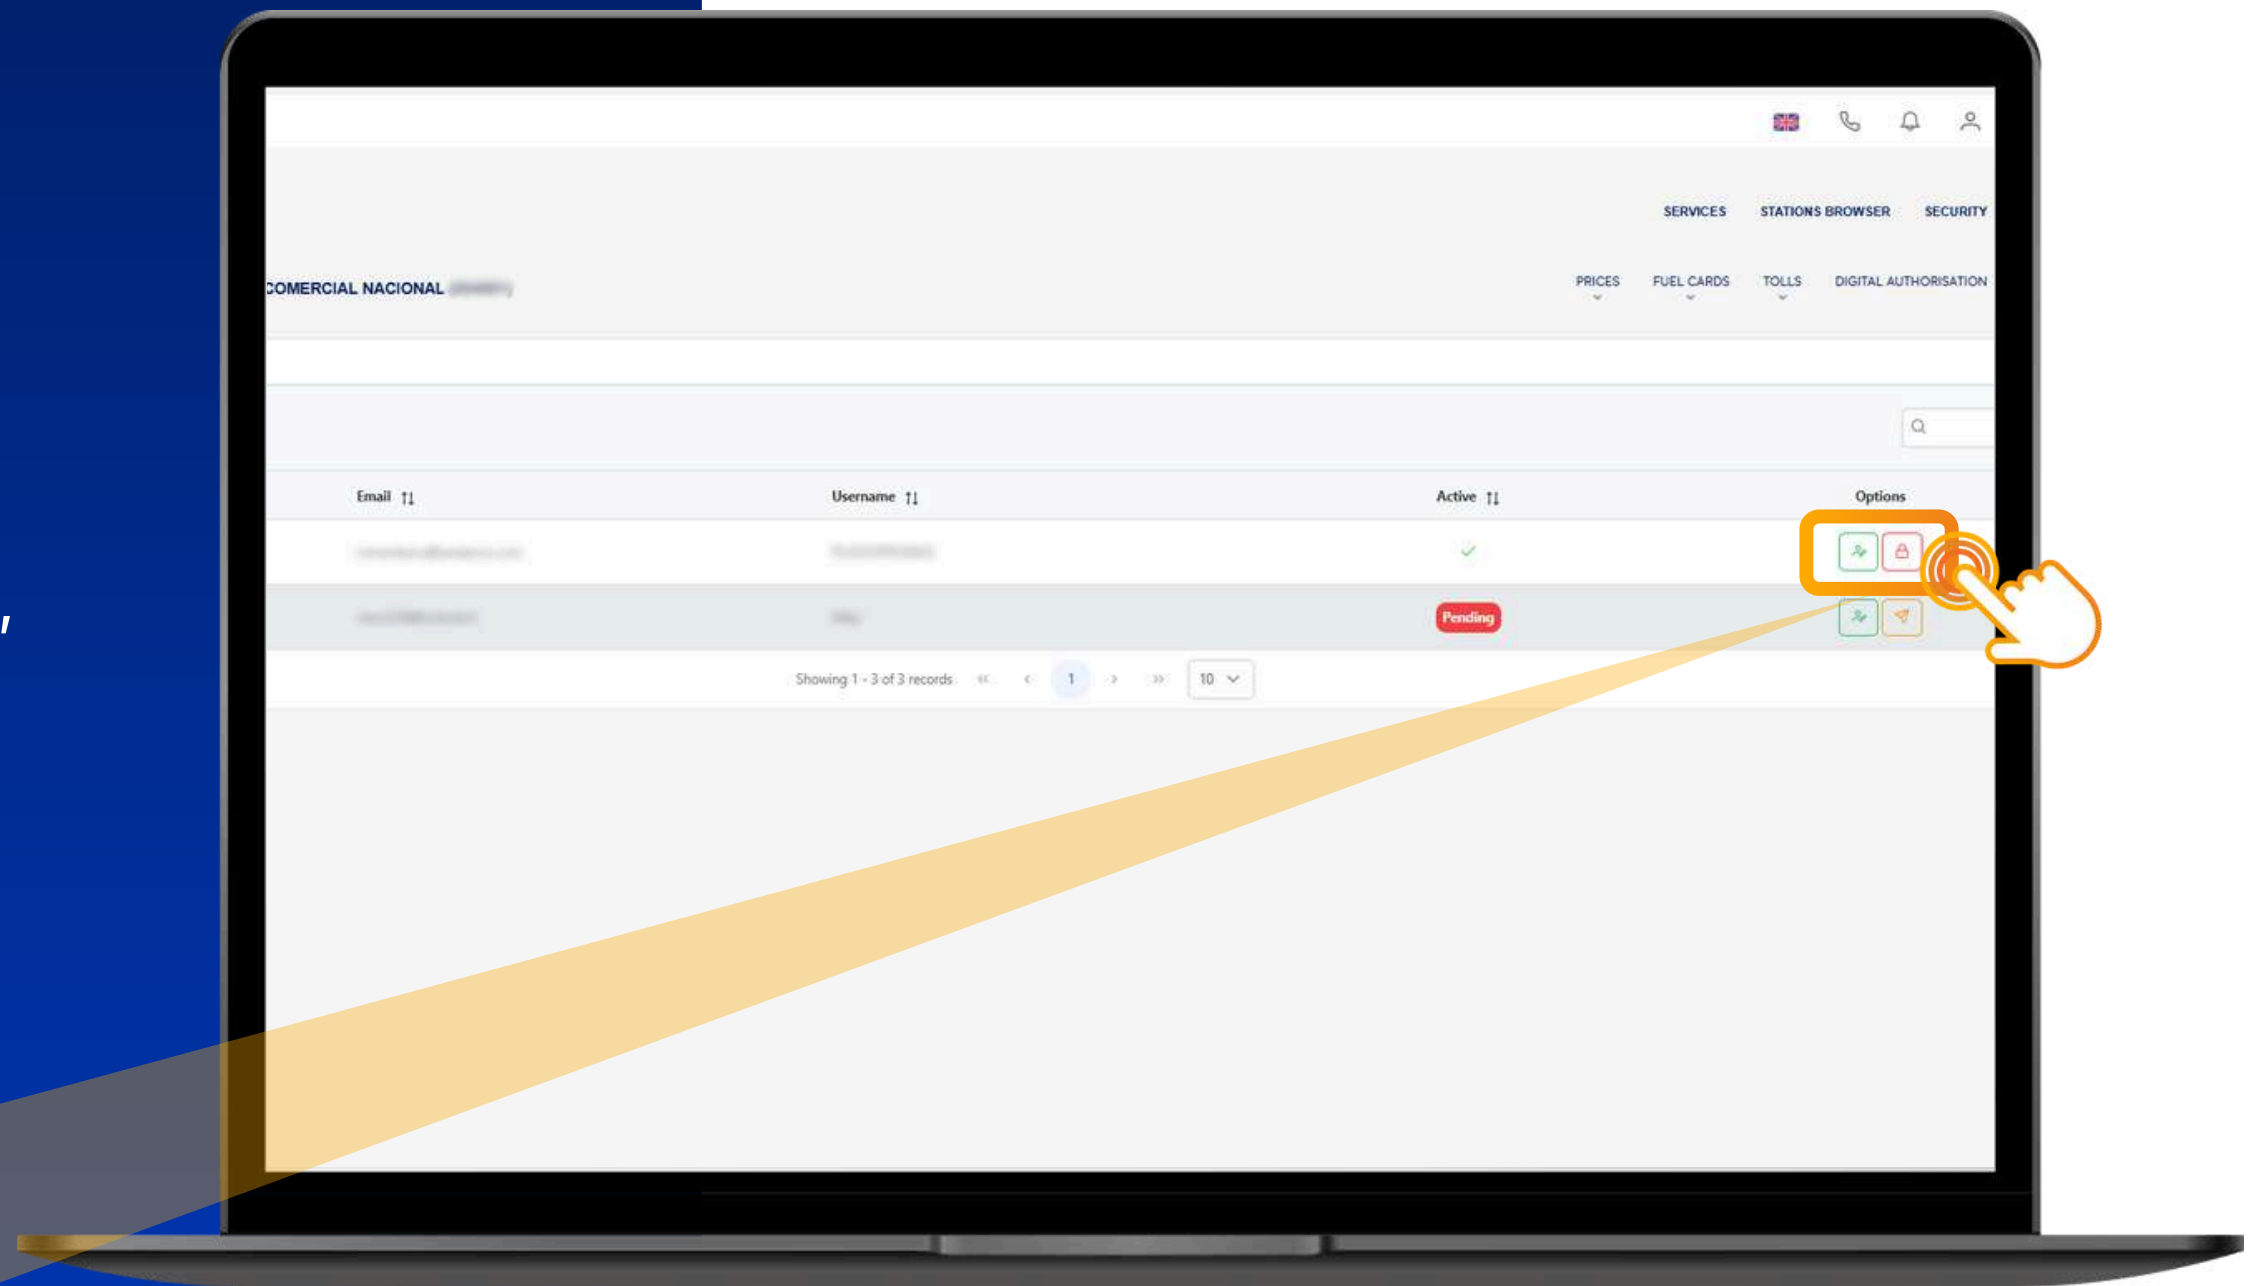 SERVICES STATIONS BROWSER SECURITY
COMERCIAL NACIONAL
PRICES FUEL CARDS TOLLS DIGITAL AUTHORISATION
Email Username Active Options
Pending
"
Showing 1 - 3 of 3 records 1 10